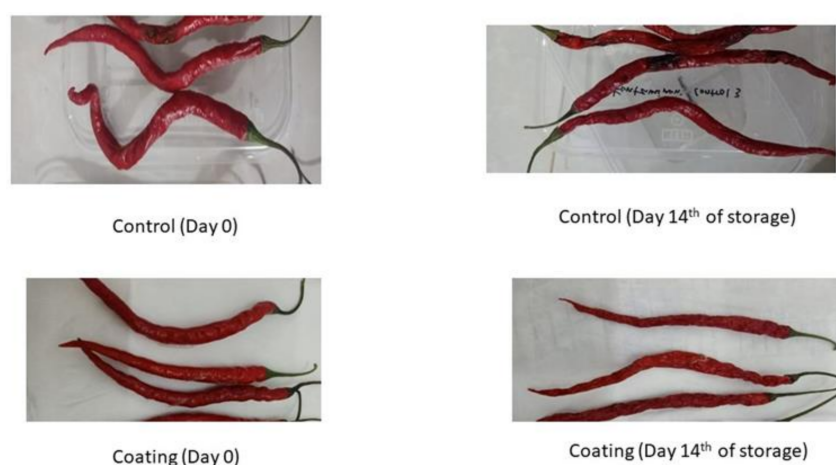 Control (Day 0)
Control (Day 14th of storage)
Coating (Day 0)
Coating (Day 14th of storage)